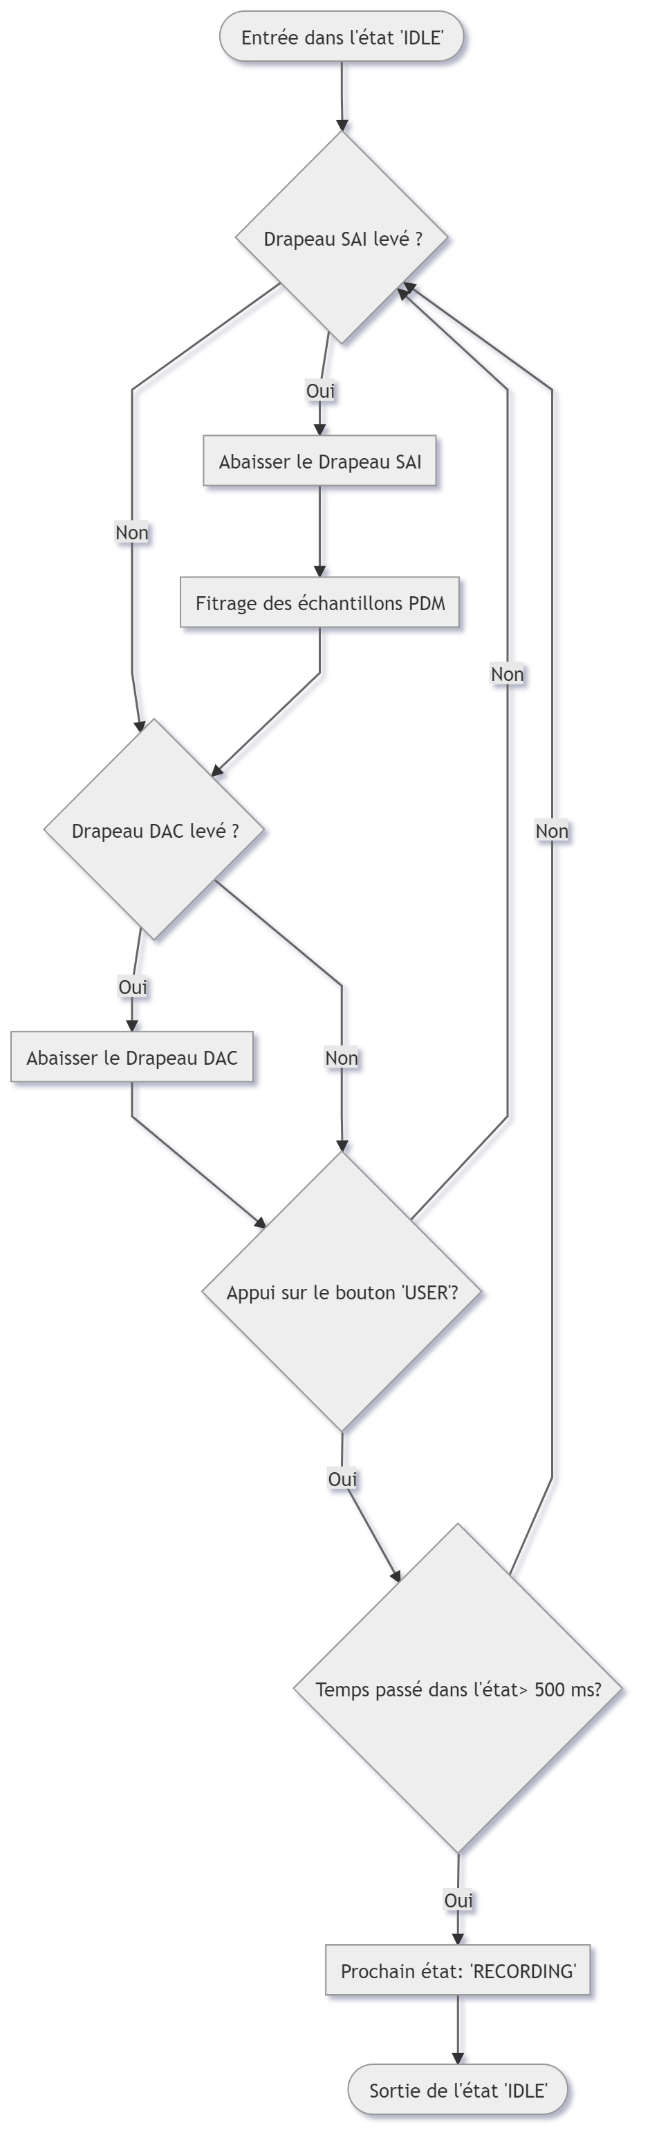 Entrée dans l'état 'IDLE'
Drapeau SAI levé ?
Oui
Abaisser le Drapeau SAI
Non
Fitrage des échantillons PDM
Non
Drapeau DAC levé ?
Non
Oui
Abaisser le Drapeau DAC
Non
Appui sur le bouton 'USER'?
Oui
Temps passé dans l'état> 500 ms?
Oui
Prochain état: 'RECORDING'
Sortie de l'état 'IDLE'